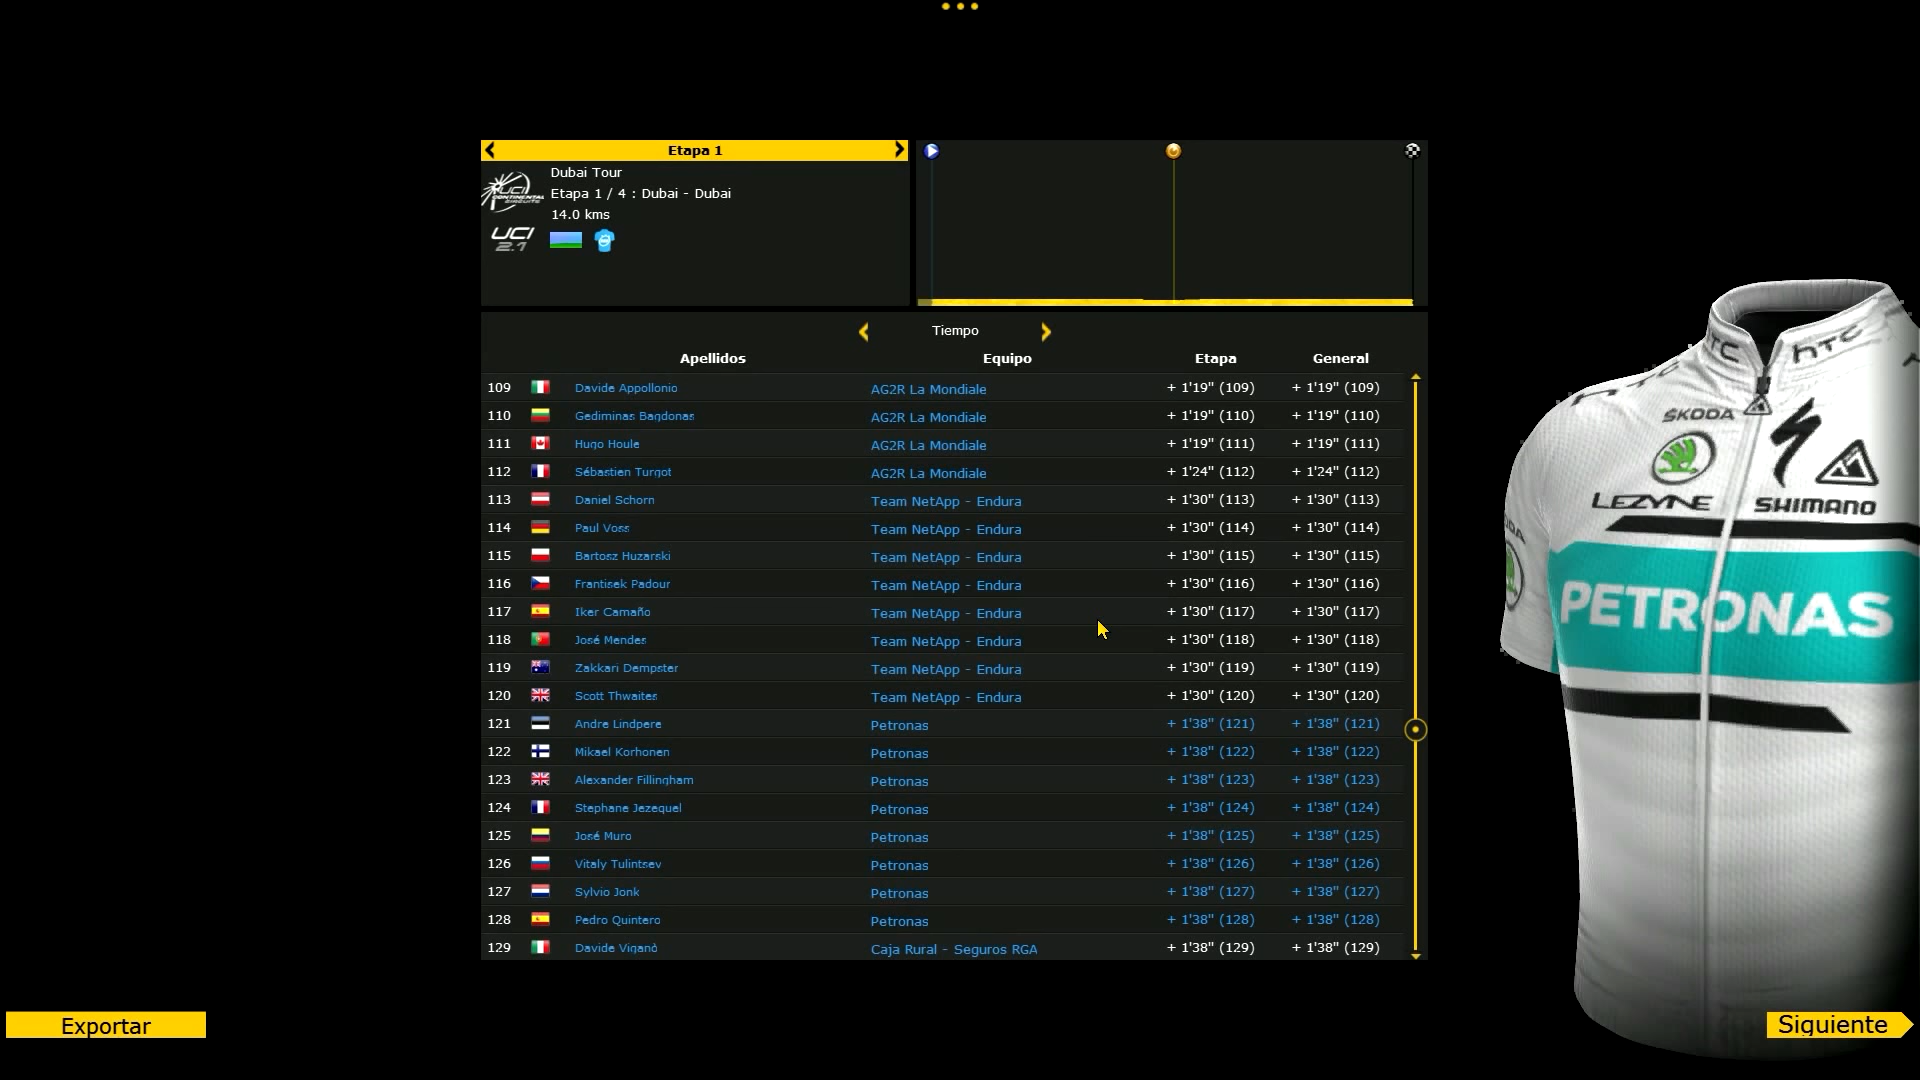 Etapa 1
Dubai Tour
Etapa 1 / 4 : Dubai - Dubai
14.0 kms
UCI
CONTINENTAL
CIRCUITS
UCI
2.1
Tiempo
Apellidos Equipo Etapa General
109 Davide Appollonio AG2R La Mondiale + 1'19" (109) + 1'19" (109)
110 Gediminas Bagdonas AG2R La Mondiale + 1'19" (110) + 1'19" (110)
111 Hugo Houle AG2R La Mondiale + 1'19" (111) + 1'19" (111)
112 Sébastien Turgot AG2R La Mondiale + 1'24" (112) + 1'24" (112)
113 Daniel Schorn Team NetApp - Endura + 1'30" (113) + 1'30" (113)
114 Paul Voss Team NetApp - Endura + 1'30" (114) + 1'30" (114)
115 Bartosz Huzarski Team NetApp - Endura + 1'30" (115) + 1'30" (115)
116 Frantisek Padour Team NetApp - Endura + 1'30" (116) + 1'30" (116)
117 Iker Camaño Team NetApp - Endura + 1'30" (117) + 1'30" (117)
118 José Mendes Team NetApp - Endura + 1'30" (118) + 1'30" (118)
119 Zakkari Dempster Team NetApp - Endura + 1'30" (119) + 1'30" (119)
120 Scott Thwaites Team NetApp - Endura + 1'30" (120) + 1'30" (120)
121 Andre Lindpere Petronas + 1'38" (121) + 1'38" (121)
122 Mikael Korhonen Petronas + 1'38" (122) + 1'38" (122)
123 Alexander Fillingham Petronas + 1'38" (123) + 1'38" (123)
124 Stephane Jezequel Petronas + 1'38" (124) + 1'38" (124)
125 José Muro Petronas + 1'38" (125) + 1'38" (125)
126 Vitaly Tulintsev Petronas + 1'38" (126) + 1'38" (126)
127 Sylvio Jonk Petronas + 1'38" (127) + 1'38" (127)
128 Pedro Quintero Petronas + 1'38" (128) + 1'38" (128)
129 Davide Viganò Caja Rural - Seguros RGA + 1'38" (129) + 1'38" (129)
hTC hTC
ŠKODA
LEZYNE SHIMANO
PETRONAS
Exportar
Siguiente